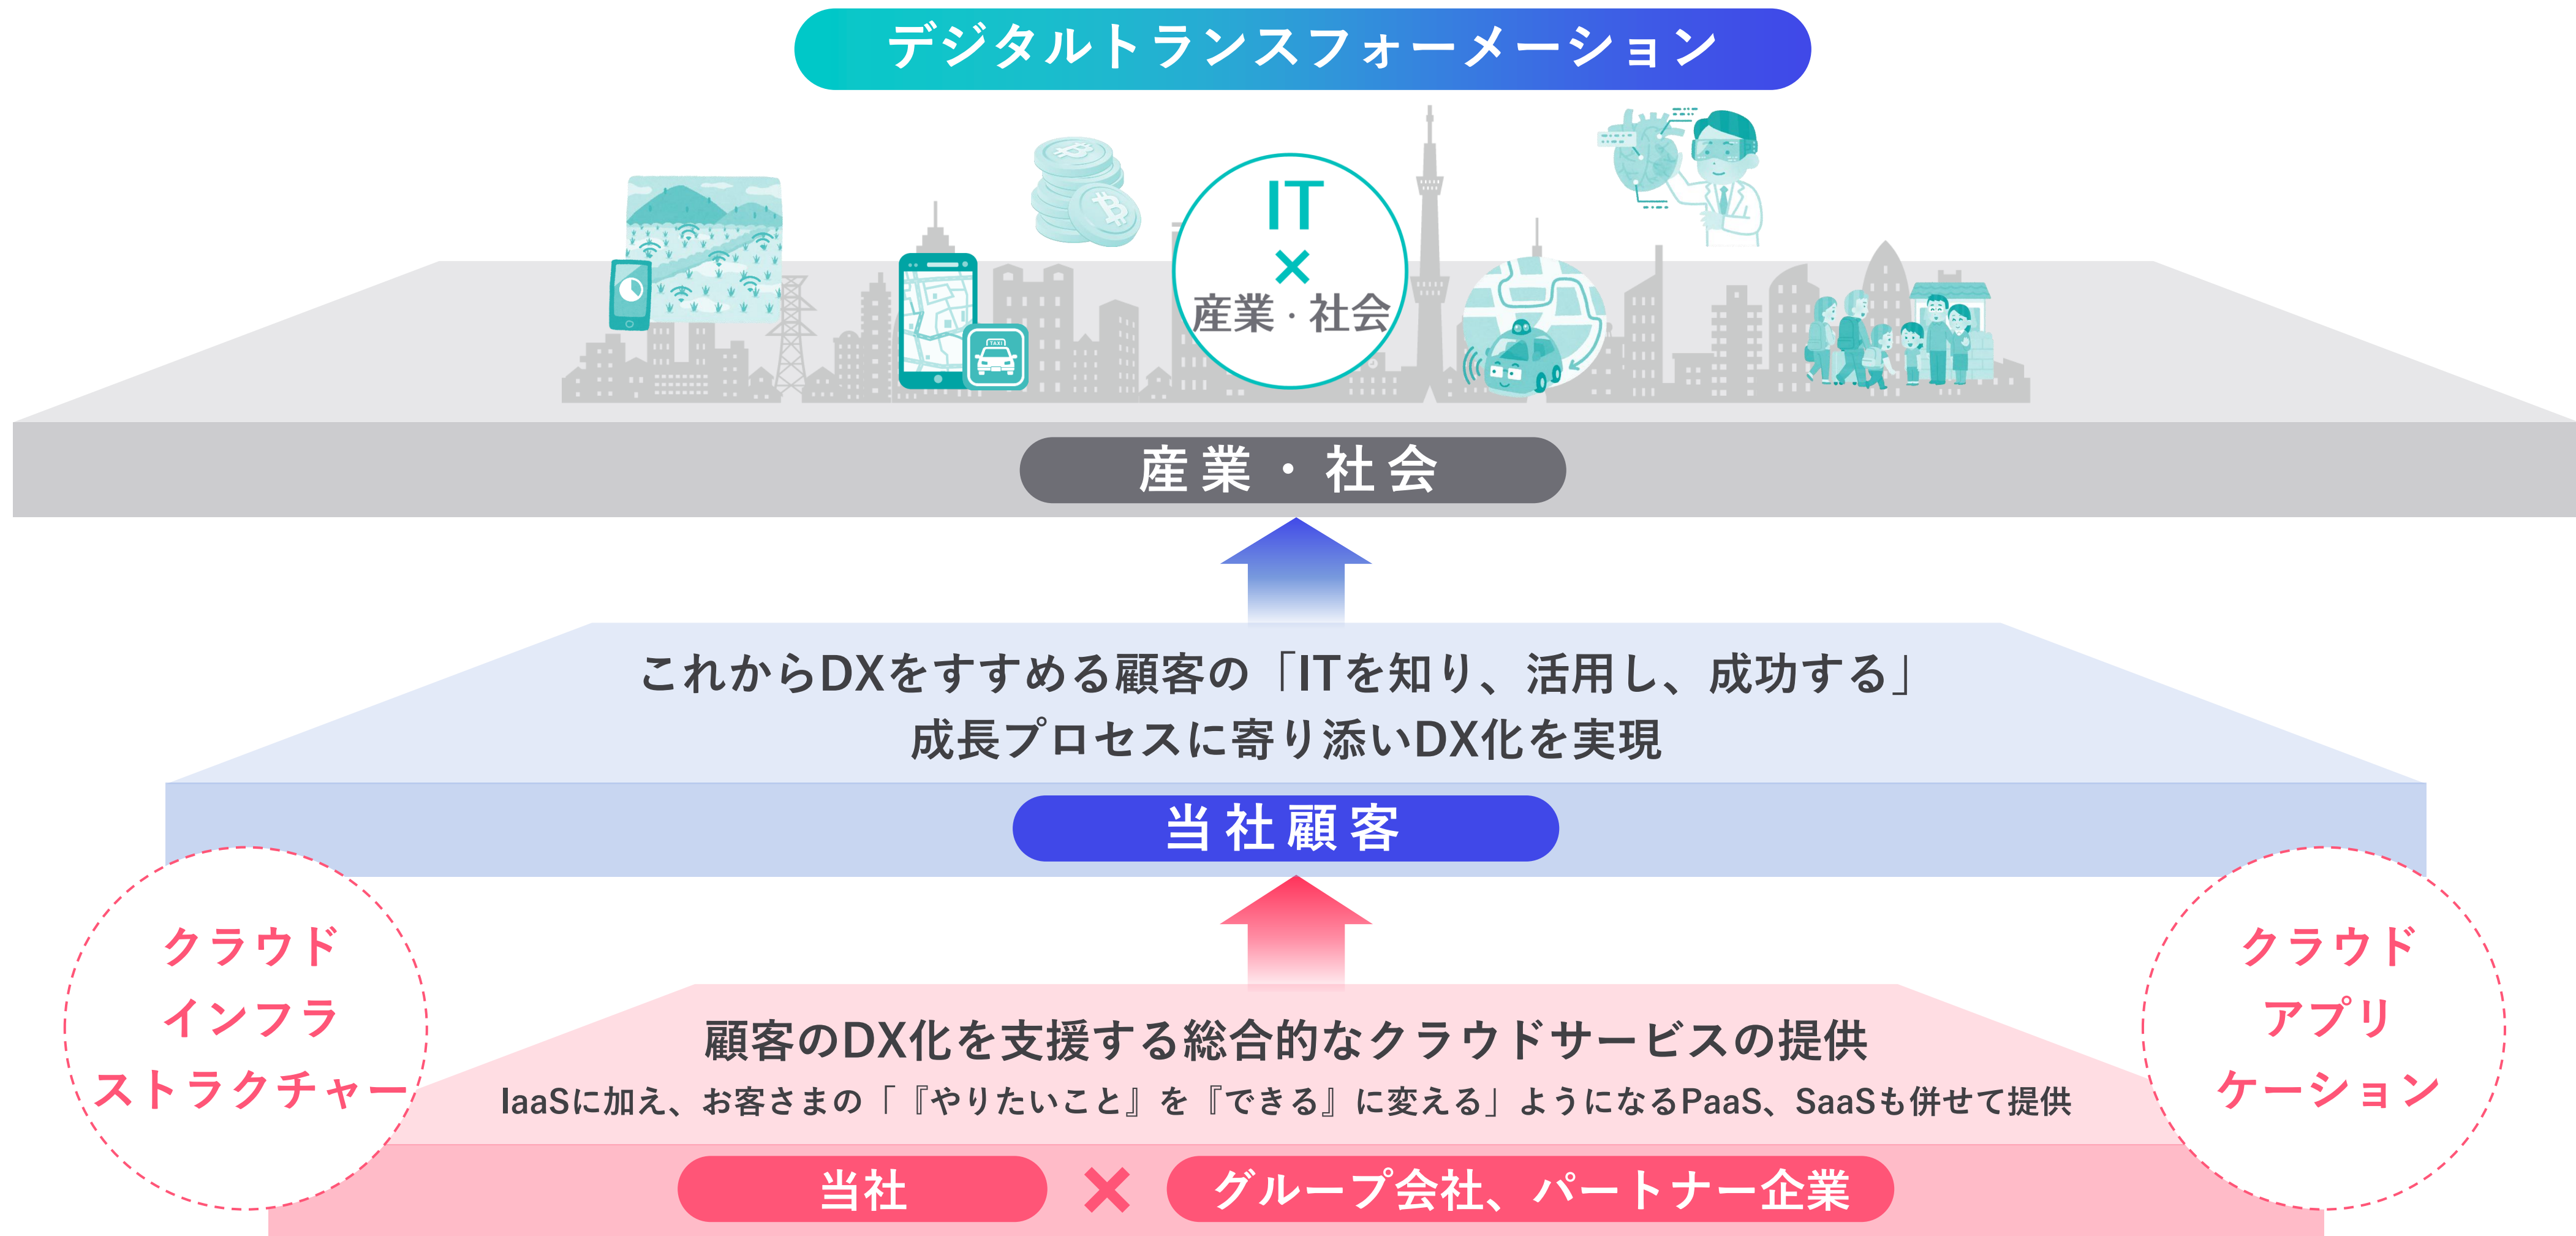 デジタルトランスフォーメーション
IT
×
産業・社会
TAXI
産業・社会
これからDXをすすめる顧客の「ITを知り、活用し、成功する」
成長プロセスに寄り添いDX化を実現
当社顧客
クラウド
インフラ
ストラクチャー
クラウド
アプリ
ケーション
顧客のDX化を支援する総合的なクラウドサービスの提供
IaaSに加え、お客さまの「『やりたいこと』を『できる』に変える」ようになるPaaS、SaaSも併せて提供
当社 × グループ会社、パートナー企業